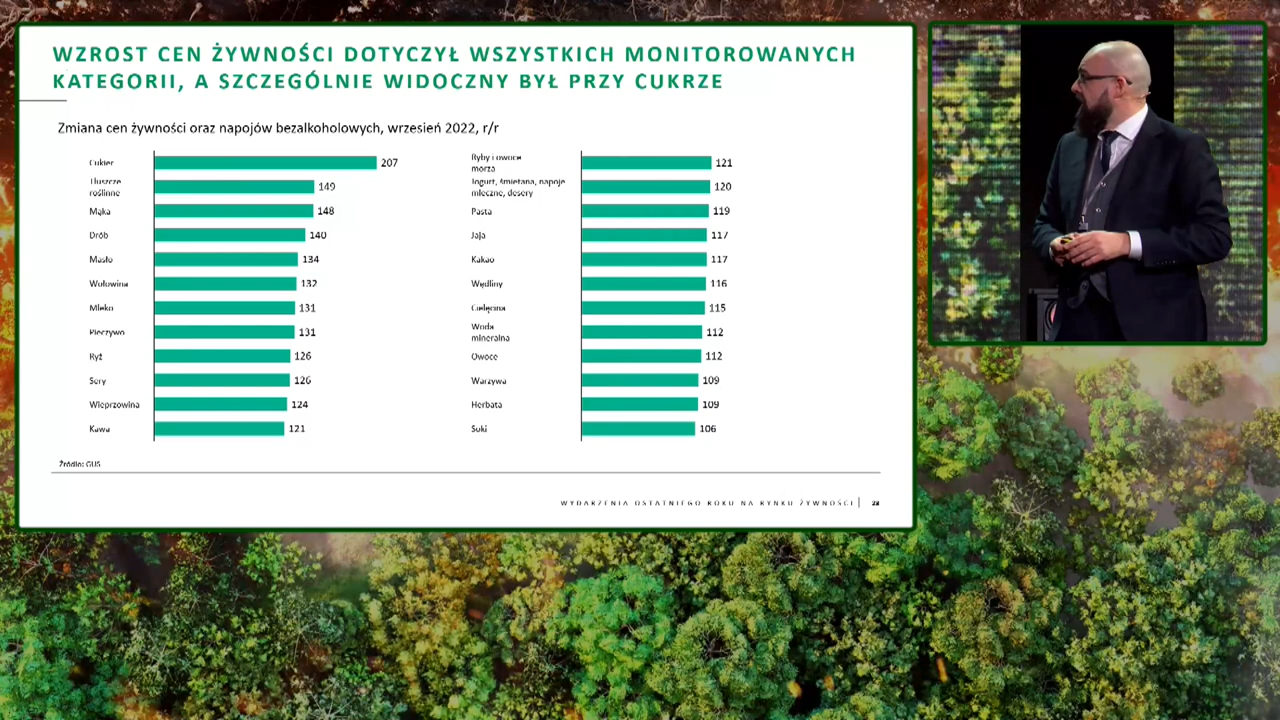 WZROST CEN ŻYWNOŚCI DOTYCZYŁ WSZYSTKICH MONITOROWANYCH
KATEGORII, A SZCZEGÓLNIE WIDOCZNY BYŁ PRZY CUKRZE
Zmiana cen żywności oraz napojów bezalkoholowych, wrzesień 2022, r/r
Cukier 207
Tłuszcze
roślinne 149
Mąka 148
Drób 140
Masło 134
Wołowina 132
Mleko 131
Pieczywo 131
Ryż 126
Sery 126
Wieprzowina 124
Kawa 121
Ryby i owoce
morza 121
Jogurt, śmietana, napoje
mleczne, desery 120
Pasta 119
Jaja 117
Kakao 117
Wędliny 116
Cielęcina 115
Woda
mineralna 112
Owoce 112
Warzywa 109
Herbata 109
Soki 106
Źródło: GUS
WYDARZENIA OSTATNIEGO ROKU NA RYNKU ŻYWNOŚCI | 28